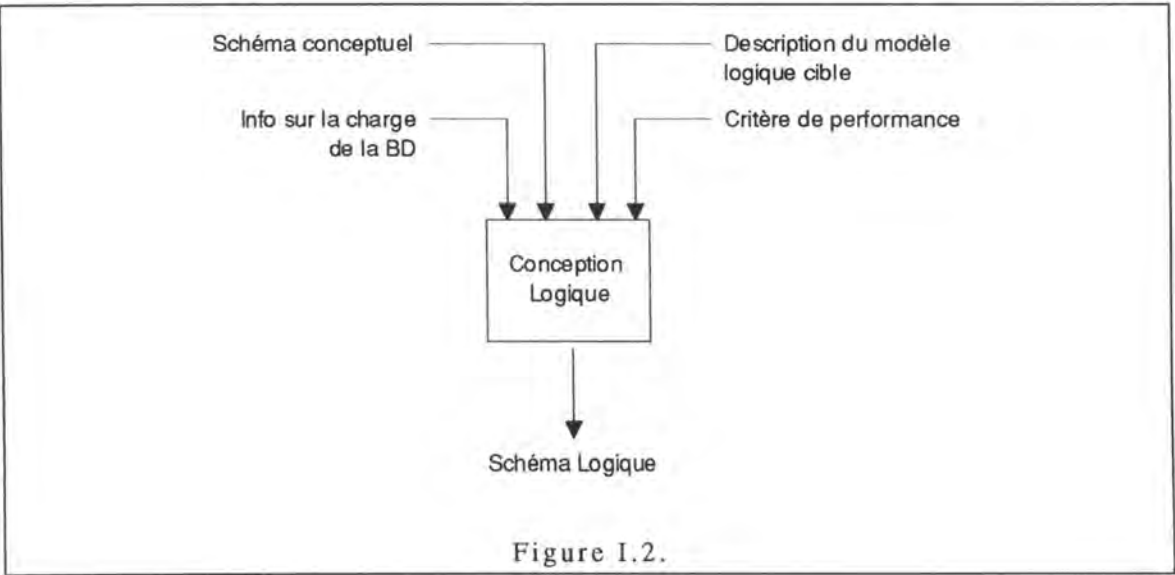 Schéma conceptuel
Description du modèle
logique cible
Info sur la charge
de la BD
Critère de performance
Conception
Logique
Schéma Logique
Figure I.2.